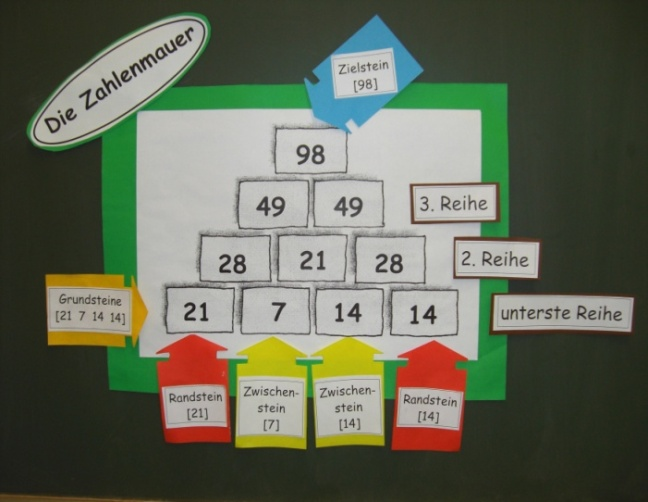 Die Zahlenmauer
Zielstein
[98]
98
49 49
3. Reihe
28 21 28
2. Reihe
Grundsteine
[21 7 14 14]
21 7 14 14
unterste Reihe
Randstein
[21]
Zwischen-
stein
[7]
Zwischen-
stein
[14]
Randstein
[14]